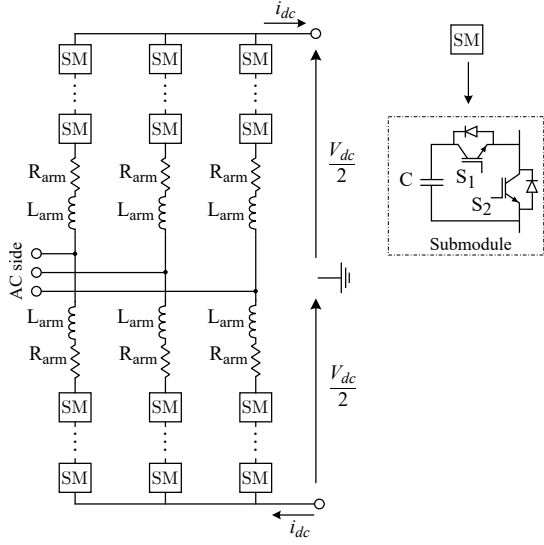 i_dc
SM SM SM
SM SM SM
R_arm R_arm R_arm
L_arm L_arm L_arm
V_dc
2
AC side
L_arm L_arm L_arm
R_arm R_arm R_arm
V_dc
2
SM SM SM
SM SM SM
i_dc
SM
C
S_1
S_2
Submodule